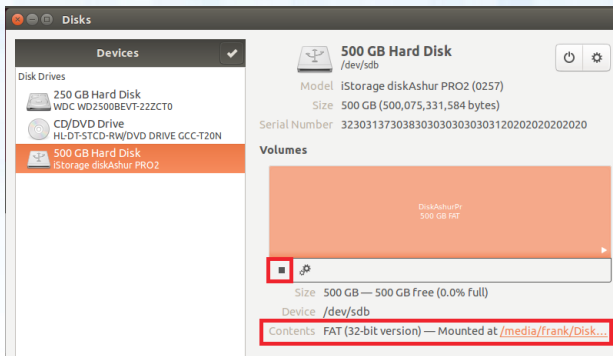 Disks
Devices
Disk Drives
250 GB Hard Disk
WDC WD2500BEVT-22ZCT0
CD/DVD Drive
HL-DT-STCD-RW/DVD DRIVE GCC-T20N
500 GB Hard Disk
iStorage diskAshur PRO2
500 GB Hard Disk
/dev/sdb
Model iStorage diskAshur PRO2 (0257)
Size 500 GB (500,075,331,584 bytes)
Serial Number 32303137303830303030303031202020202020
Volumes
DiskAshurPr
500 GB FAT
Size 500 GB — 500 GB free (0.0% full)
Device /dev/sdb
Contents FAT (32-bit version) — Mounted at /media/frank/Disk...